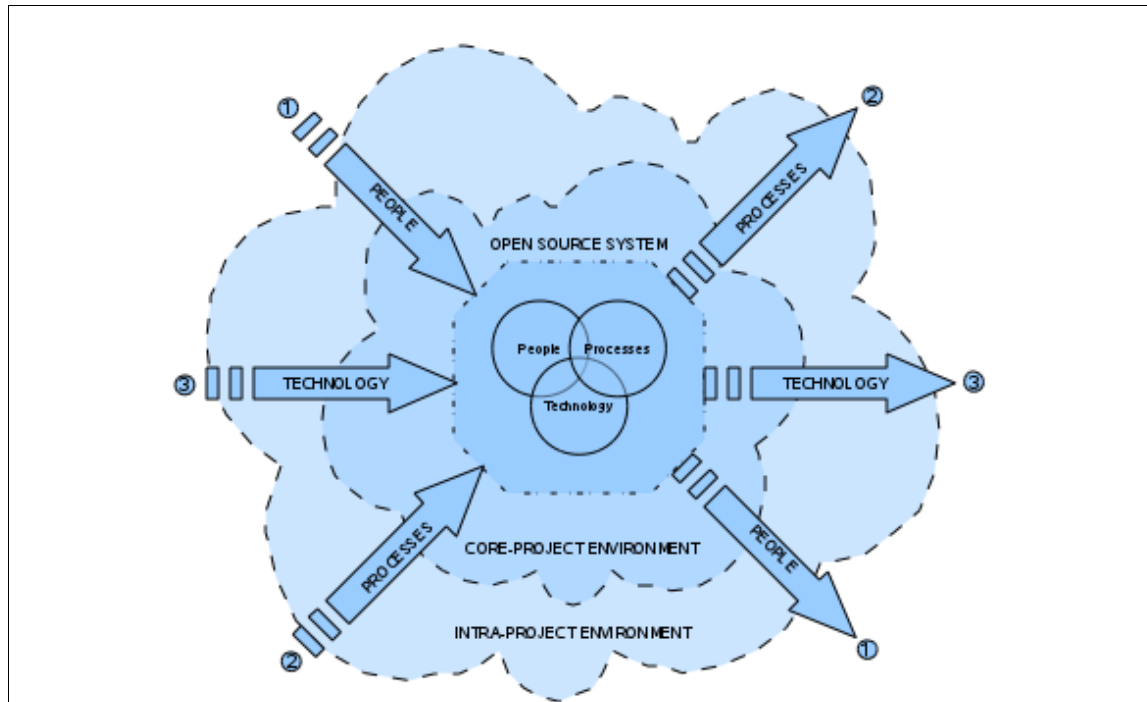 ①
②
PEOPLE
PROCESSES
OPEN SOURCE SYSTEM
People
Processes
Technology
③
TECHNOLOGY
TECHNOLOGY
③
PROCESSES
PEOPLE
CORE-PROJECT ENVIRONMENT
INTRA-PROJECT ENVIRONMENT
②
①